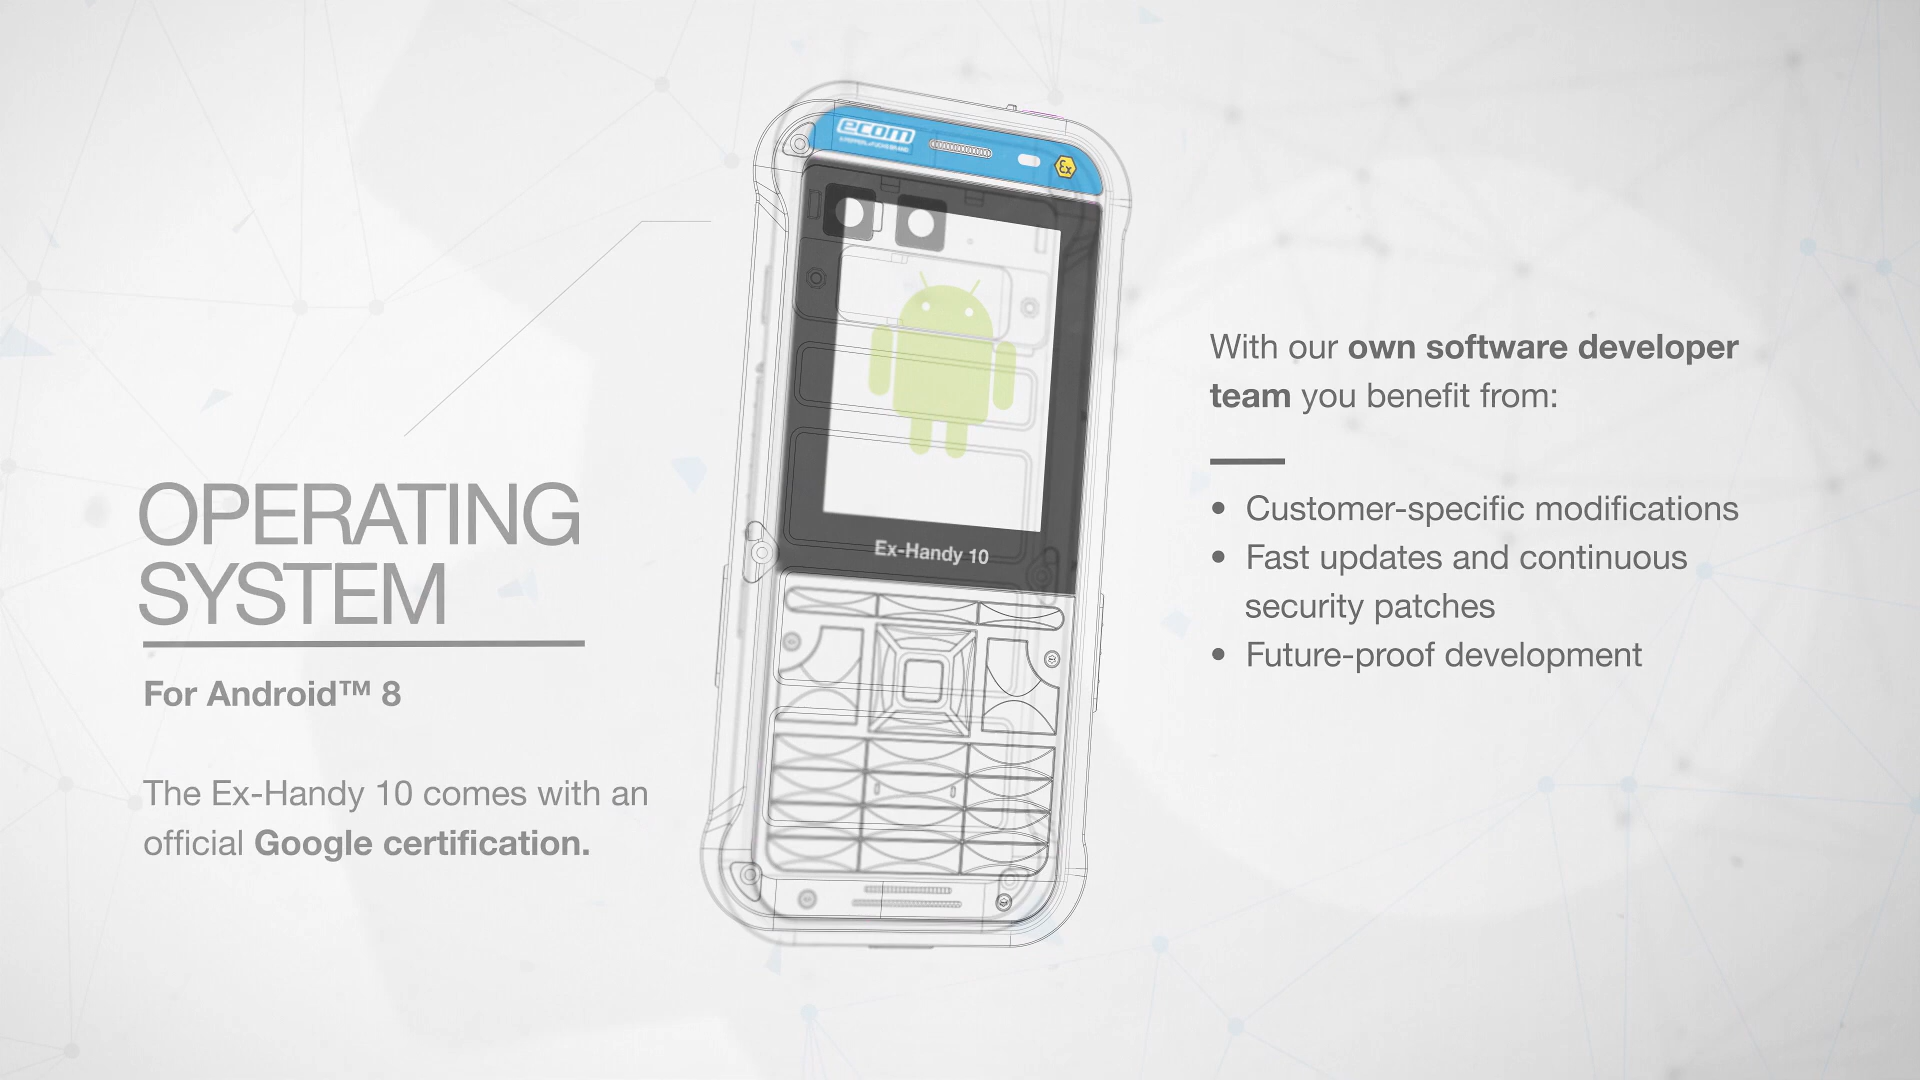 ecom
Ex
Ex-Handy 10
OPERATING
SYSTEM
For Android™ 8
The Ex-Handy 10 comes with an
official Google certification.
With our own software developer
team you benefit from:
• Customer-specific modifications
• Fast updates and continuous
security patches
• Future-proof development